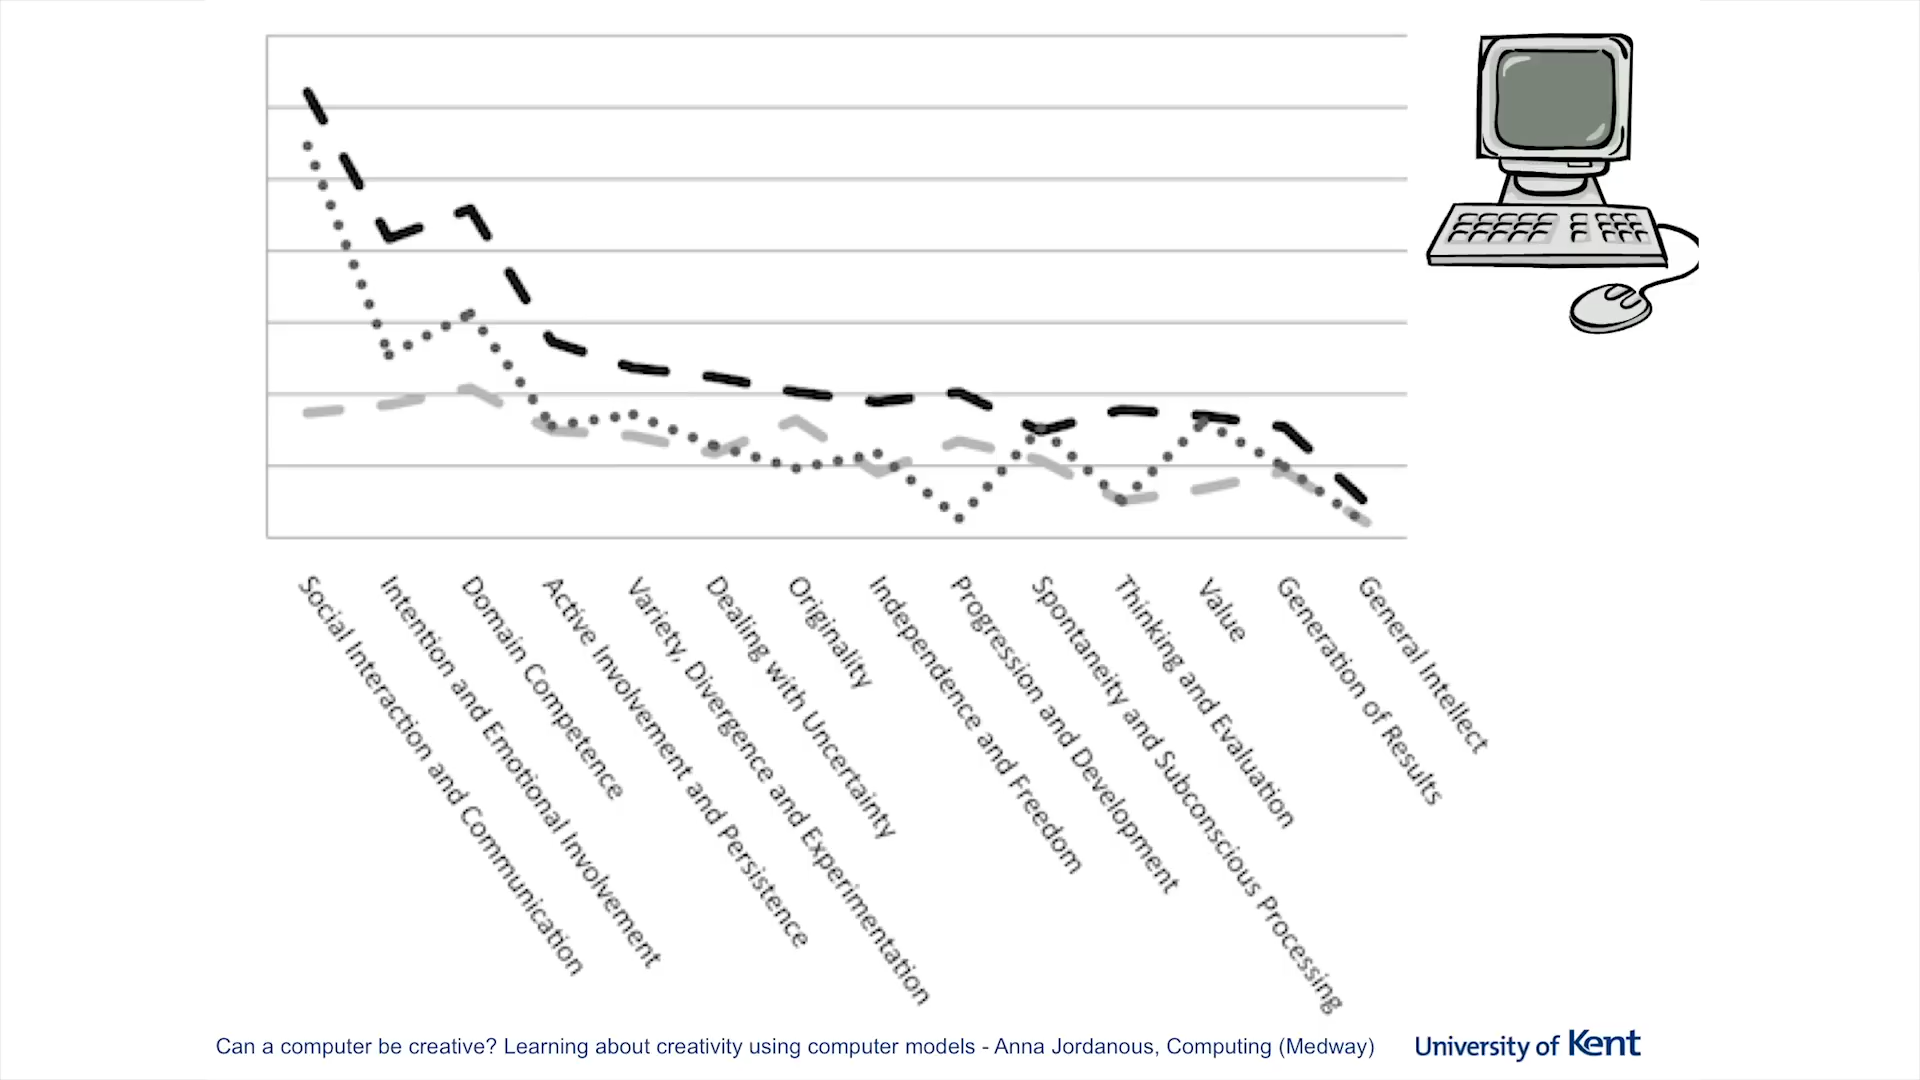 Social Interaction and Communication
Intention and Emotional Involvement
Domain Competence
Active Involvement and Persistence
Variety, Divergence and Experimentation
Dealing with Uncertainty
Originality
Independence and Freedom
Progression and Development
Spontaneity and Subconscious Processing
Thinking and Evaluation
Value
Generation of Results
General Intellect
Can a computer be creative? Learning about creativity using computer models - Anna Jordanous, Computing (Medway)
University of Kent